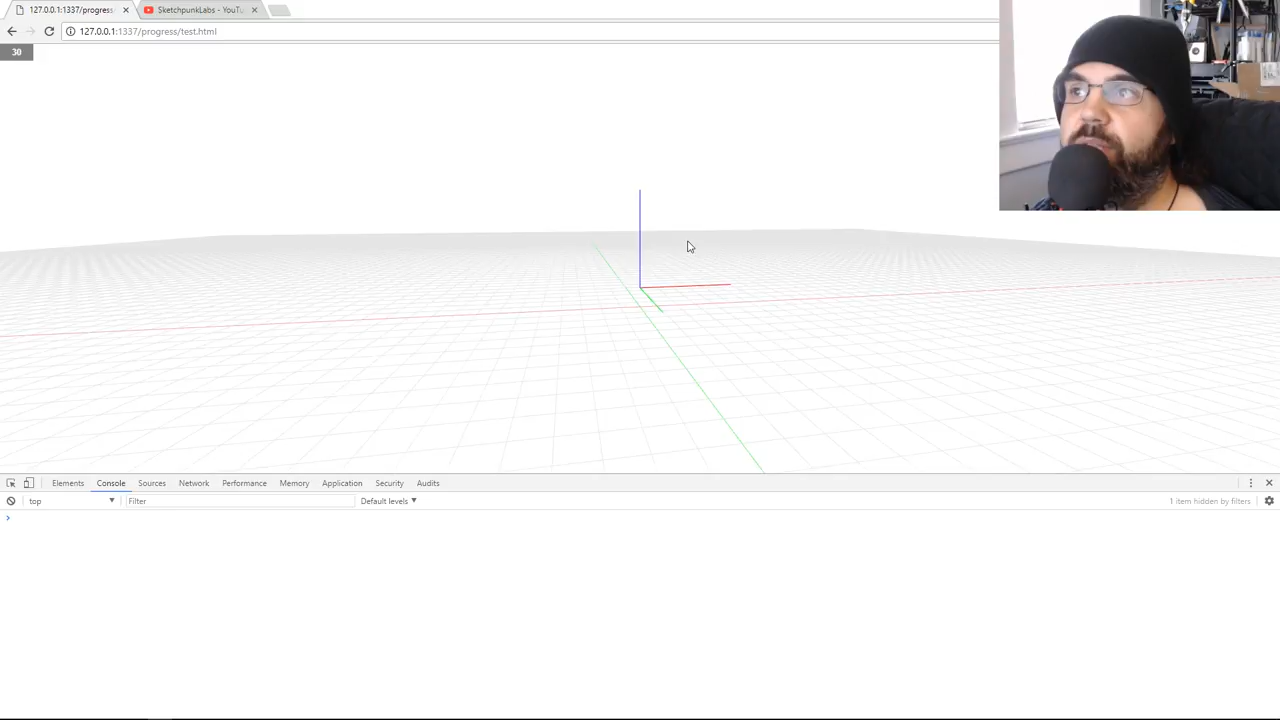 127.0.0.1:1337/progress
SketchpunkLabs - YouTu
127.0.0.1:1337/progress/test.html
30
Elements Console Sources Network Performance Memory Application Security Audits
top Filter Default levels 1 item hidden by filters